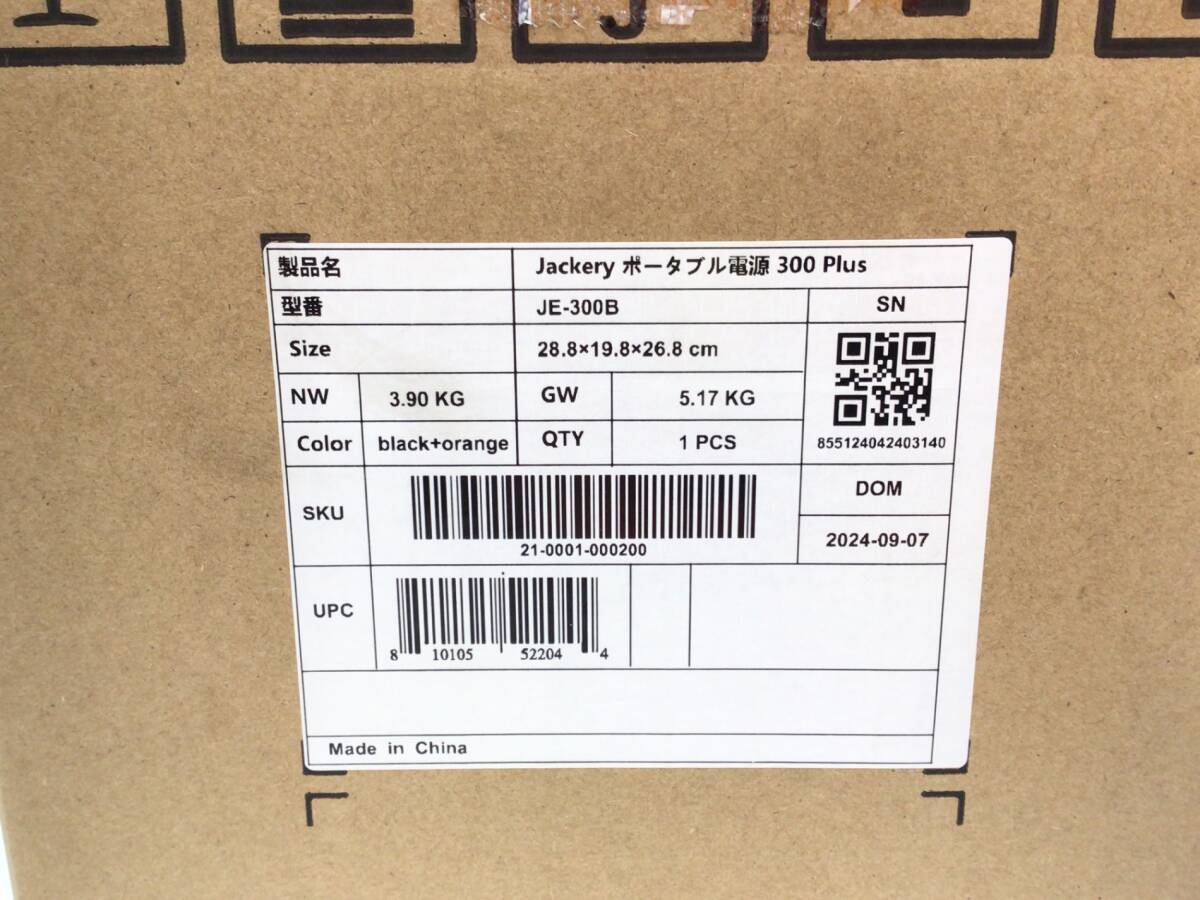 製品名 Jackery ポータブル電源 300 Plus
型番 JE-300B SN
Size 28.8×19.8×26.8 cm
NW 3.90 KG GW 5.17 KG
855124042403140
Color black+orange QTY 1 PCS
SKU DOM
21-0001-000200 2024-09-07
UPC
8 10105 52204 4
Made in China